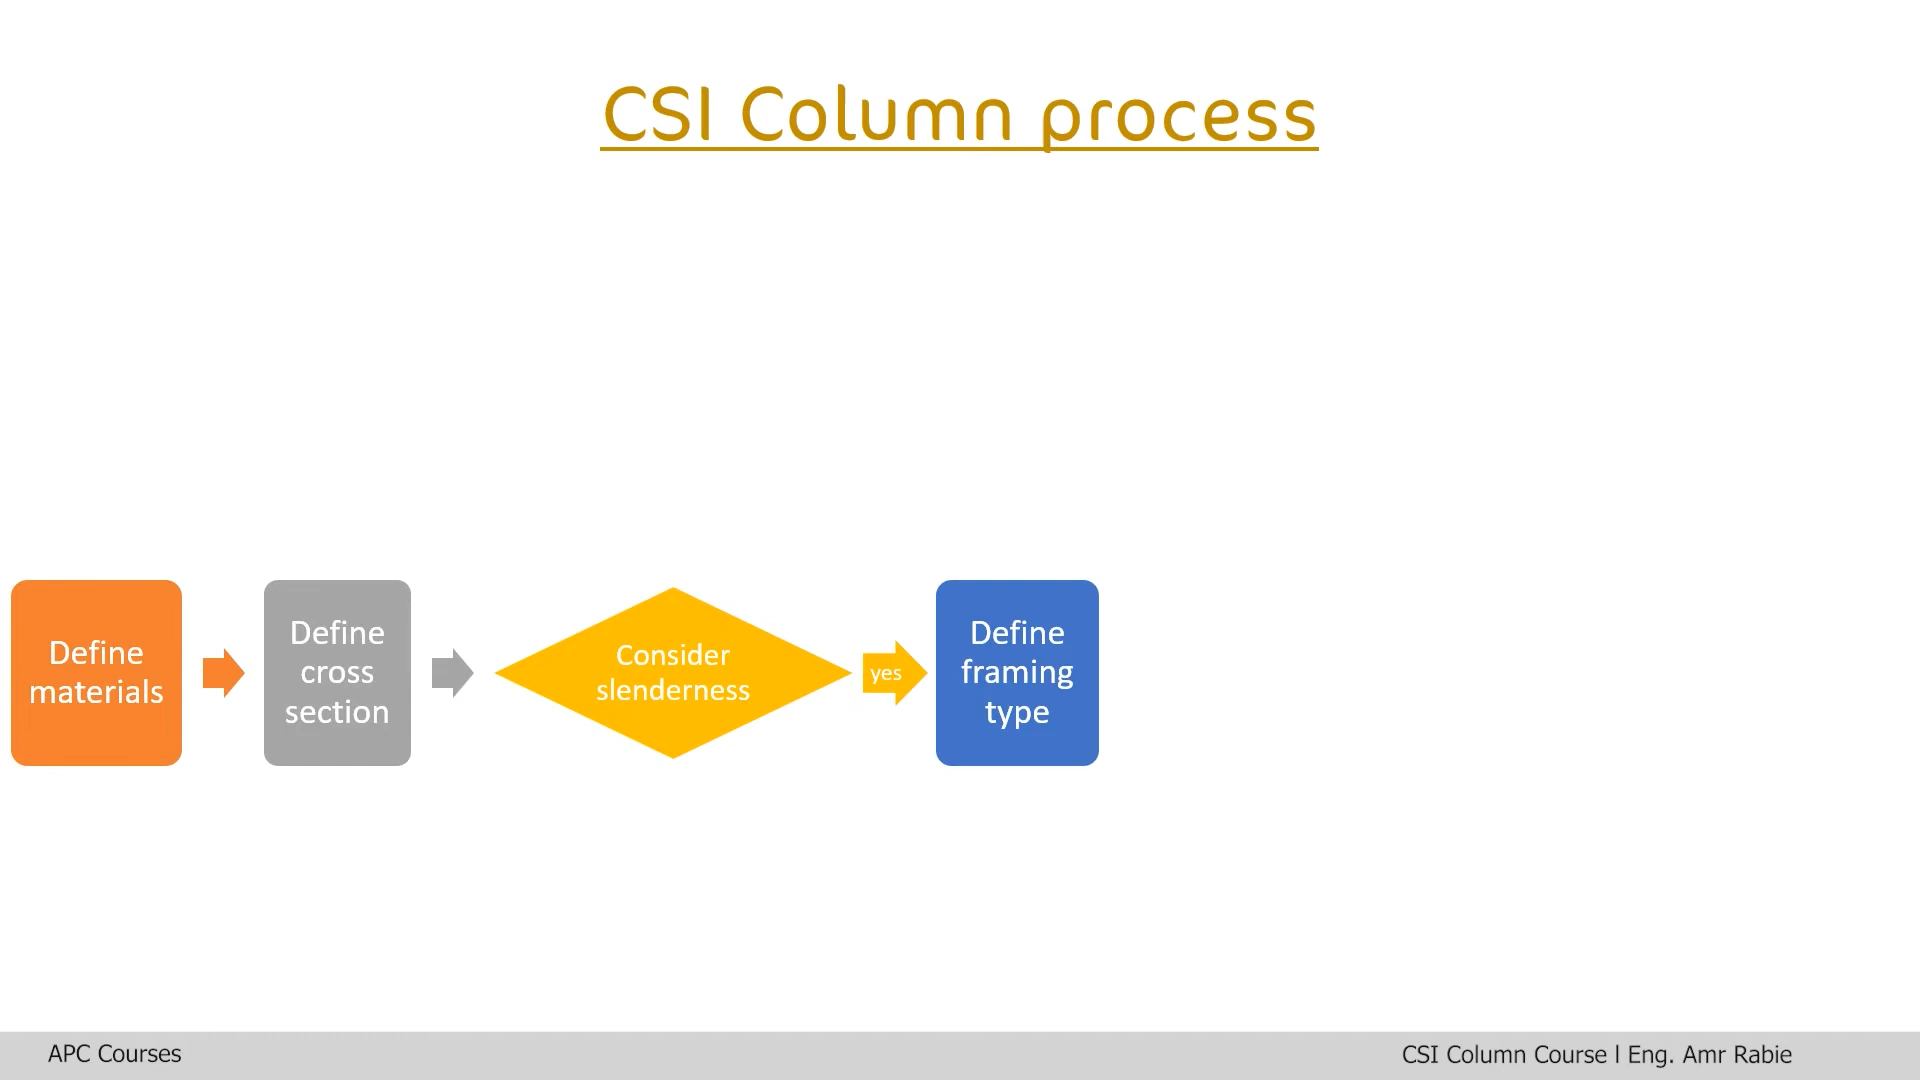 CSI Column process
Define
materials
Define
cross
section
Consider
slenderness
yes
Define
framing
type
APC Courses
CSI Column Course l Eng. Amr Rabie